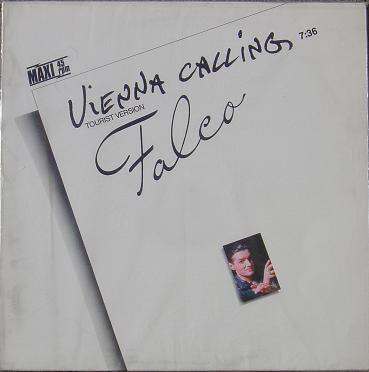 MAXI 45 rpm
VIENNA CALLING 7:36
TOURIST VERSION
Falco